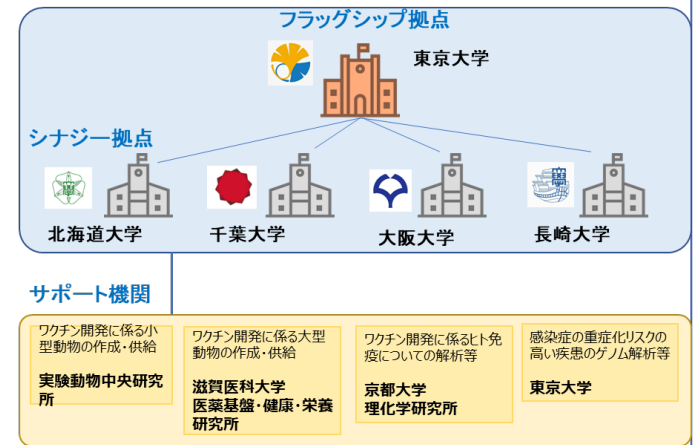 フラッグシップ拠点
東京大学
シナジー拠点
北海道大学
千葉大学
大阪大学
長崎大学
サポート機関
ワクチン開発に係る小
型動物の作成・供給
実験動物中央研究
所
ワクチン開発に係る大型
動物の作成・供給
滋賀医科大学
医薬基盤・健康・栄養
研究所
ワクチン開発に係るヒト免
疫についての解析等
京都大学
理化学研究所
感染症の重症化リスクの
高い疾患のゲノム解析等
東京大学